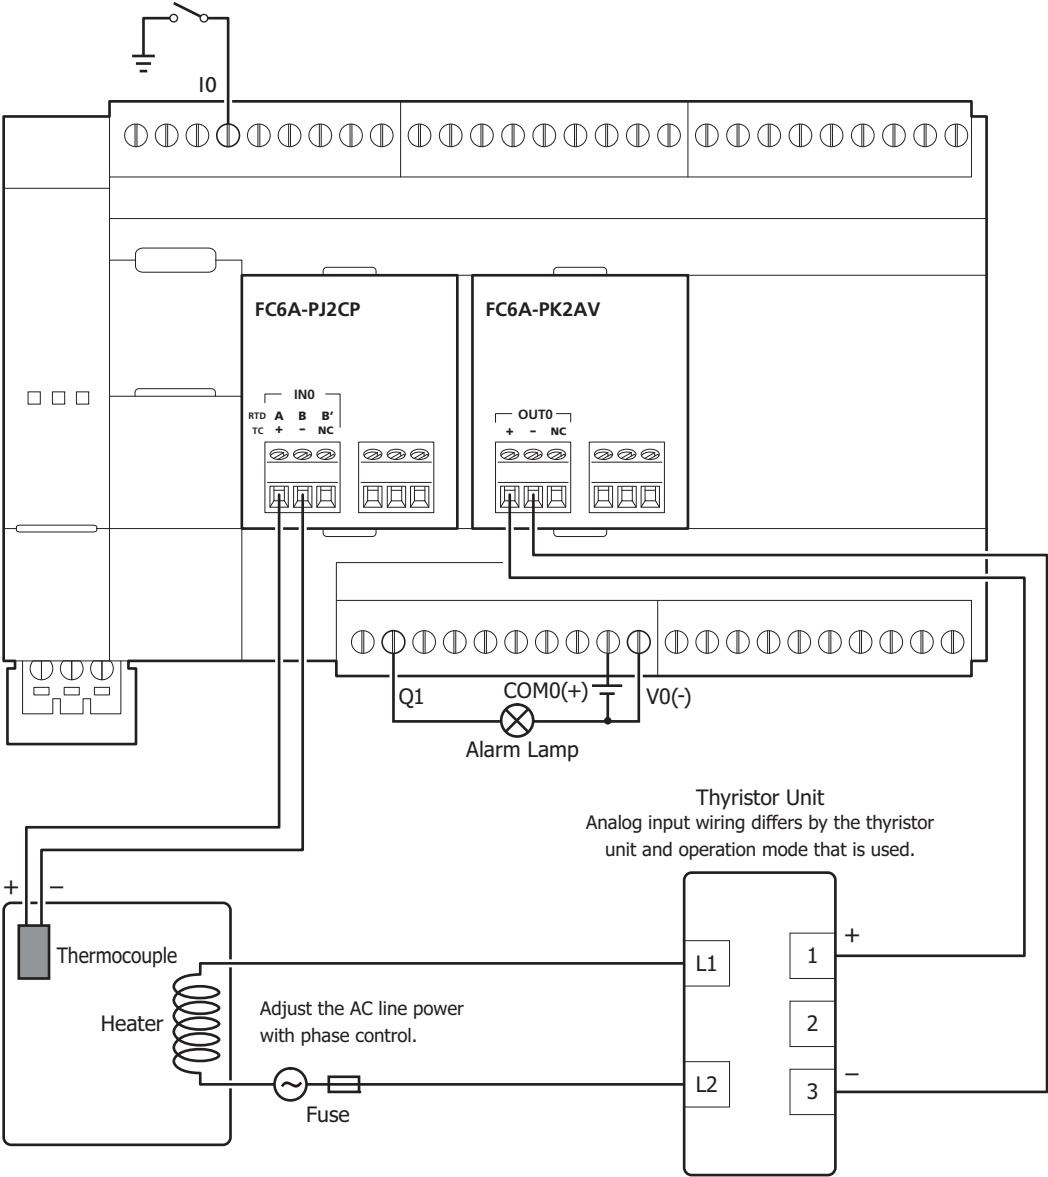 I0
FC6A-PJ2CP
FC6A-PK2AV
IN0
RTD A B B'
TC + − NC
OUT0
+ − NC
Q1
COM0(+)
V0(-)
Alarm Lamp
Thyristor Unit
Analog input wiring differs by the thyristor
unit and operation mode that is used.
+ −
Thermocouple
Heater
Adjust the AC line power
with phase control.
Fuse
L1
L2
1
+
2
3
−